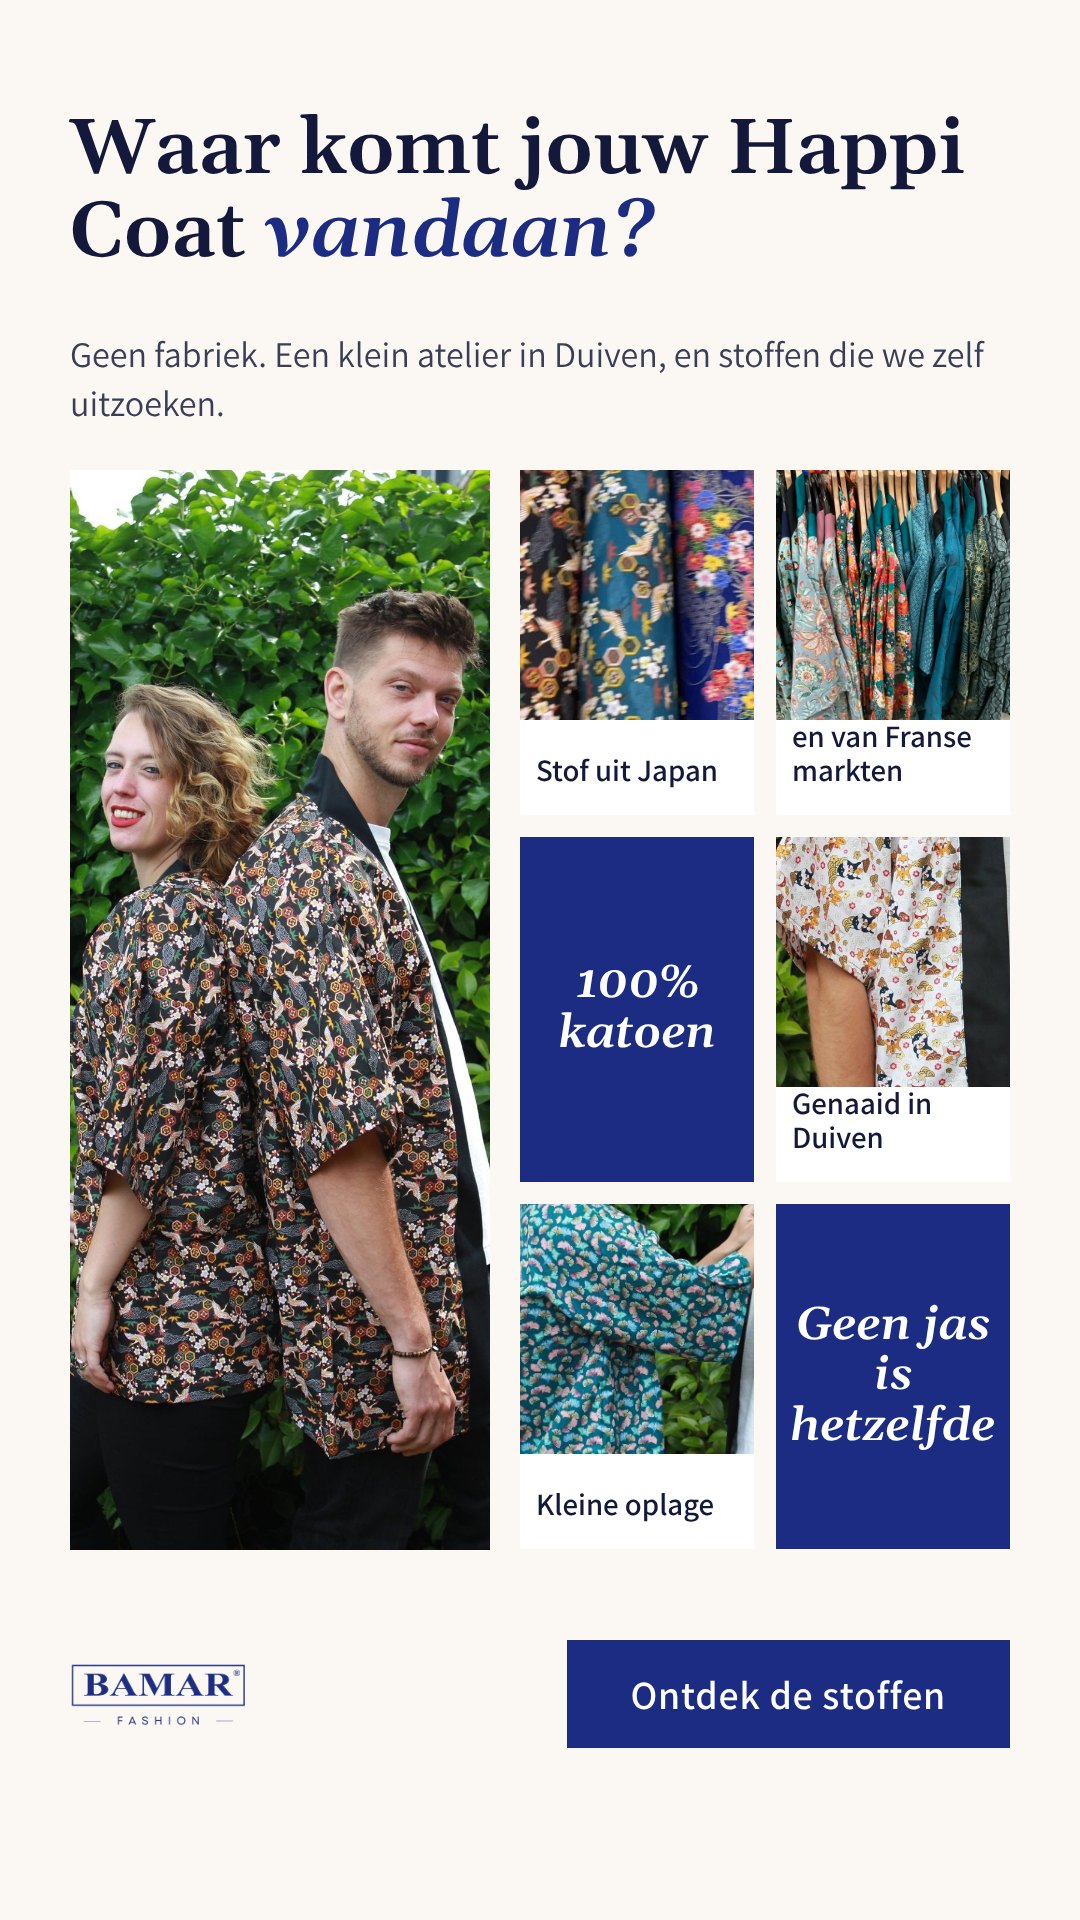 Waar komt jouw Happi
Coat vandaan?
Geen fabriek. Een klein atelier in Duiven, en stoffen die we zelf
uitzoeken.
Stof uit Japan
en van Franse
markten
100%
katoen
Genaaid in
Duiven
Kleine oplage
Geen jas
is
hetzelfde
BAMAR®
FASHION
Ontdek de stoffen